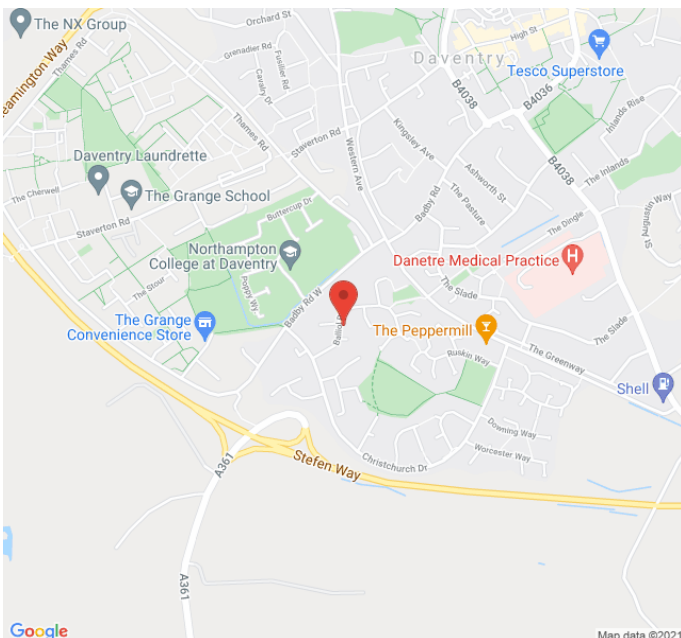 The NX Group
Leamington Way
Thames Rd
Orchard St
Grenadier Rd
Fusilier Rd
Cavalry Dr
Thames Rd
High St
Daventry
Tesco Superstore
B4038
B4036
Inlands Rise
Daventry Laundrette
Staverton Rd
Western Ave
Kingsley Ave
Ashworth St
The Inlands
B4038
The Cherwell
The Grange School
Badby Rd
The Pasture
St Augustin Way
Staverton Rd
Buttercup Dr
The Dingle
Northampton
College at Daventry
Danetre Medical Practice
H
The Stour
Poppy Wy
Badby Rd W
The Slade
The Grange
Convenience Store
The Peppermill
The Slade
Ruskin Way
The Greenway
Shell
Downing Way
Worcester Way
Christchurch Dr
Stefen Way
A361
A361
Google
Map data ©2021